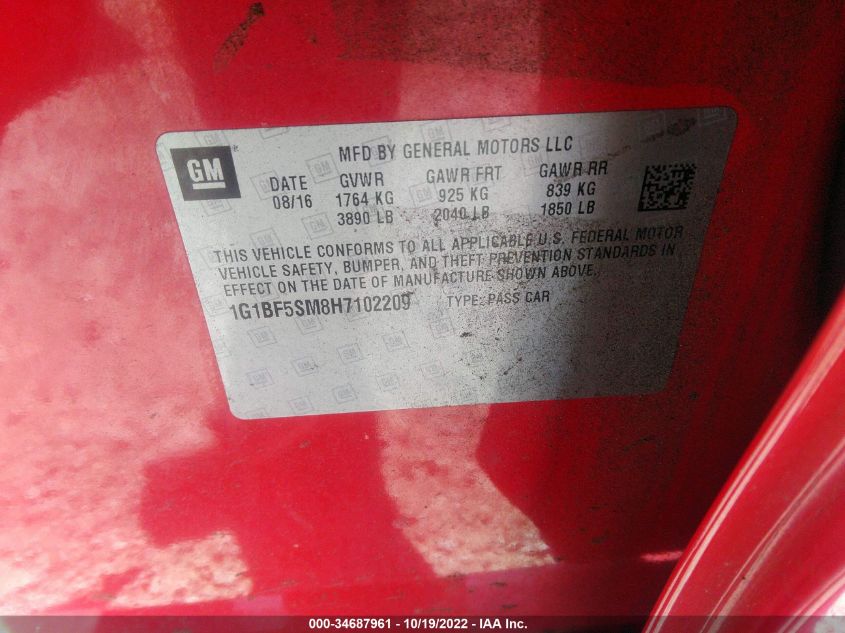 GM
MFD BY GENERAL MOTORS LLC
DATE GVWR GAWR FRT GAWR RR
08/16 1764 KG 925 KG 839 KG
3890 LB 2040 LB 1850 LB
THIS VEHICLE CONFORMS TO ALL APPLICABLE U.S. FEDERAL MOTOR
VEHICLE SAFETY, BUMPER, AND THEFT PREVENTION STANDARDS IN
EFFECT ON THE DATE OF MANUFACTURE SHOWN ABOVE.
1G1BF5SM8H7102209 TYPE: PASS CAR
000-34687961 - 10/19/2022 - IAA Inc.